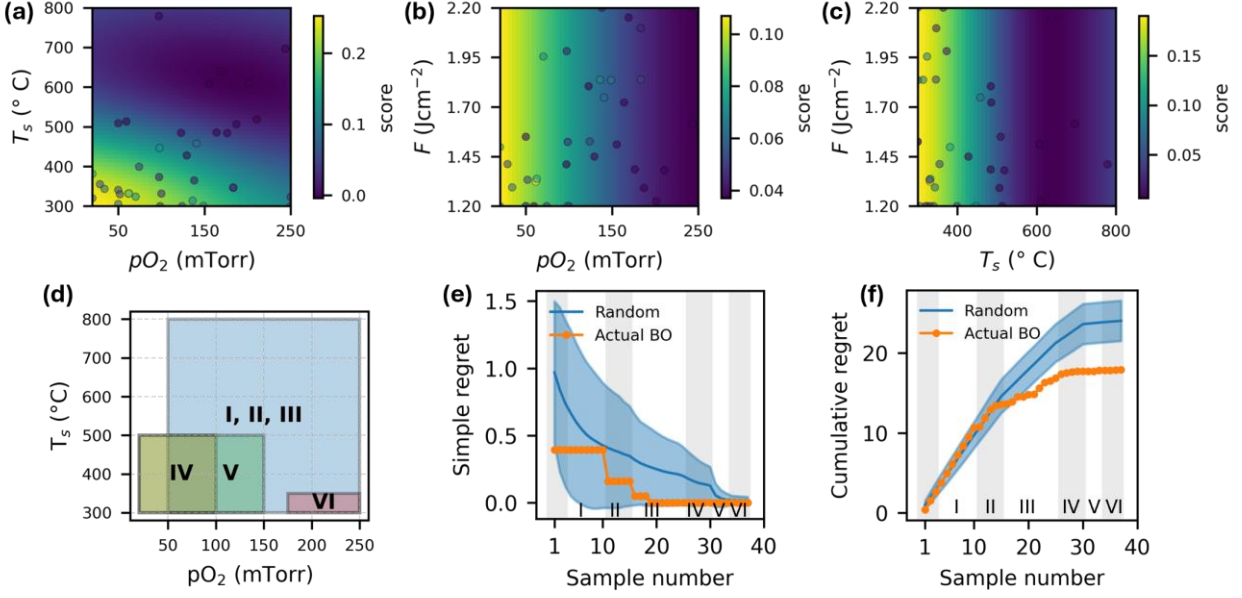 (a)
800
700
600
500
400
300
T_s (° C)
50
150
250
pO_2 (mTorr)
0.2
0.1
0.0
score
(b)
2.20
1.95
1.70
1.45
1.20
F (Jcm^−2)
50
150
250
pO_2 (mTorr)
0.10
0.08
0.06
0.04
score
(c)
2.20
1.95
1.70
1.45
1.20
F (Jcm^−2)
400
600
800
T_s (° C)
0.15
0.10
0.05
score
(d)
800
700
600
500
400
300
T_s (°C)
I, II, III
IV
V
VI
50
100
150
200
250
pO_2 (mTorr)
(e)
1.5
1.0
0.5
0.0
Simple regret
Random
Actual BO
I
II
III
IV
V
VI
1
10
20
30
40
Sample number
(f)
20
10
0
Cumulative regret
Random
Actual BO
I
II
III
IV
V
VI
1
10
20
30
40
Sample number